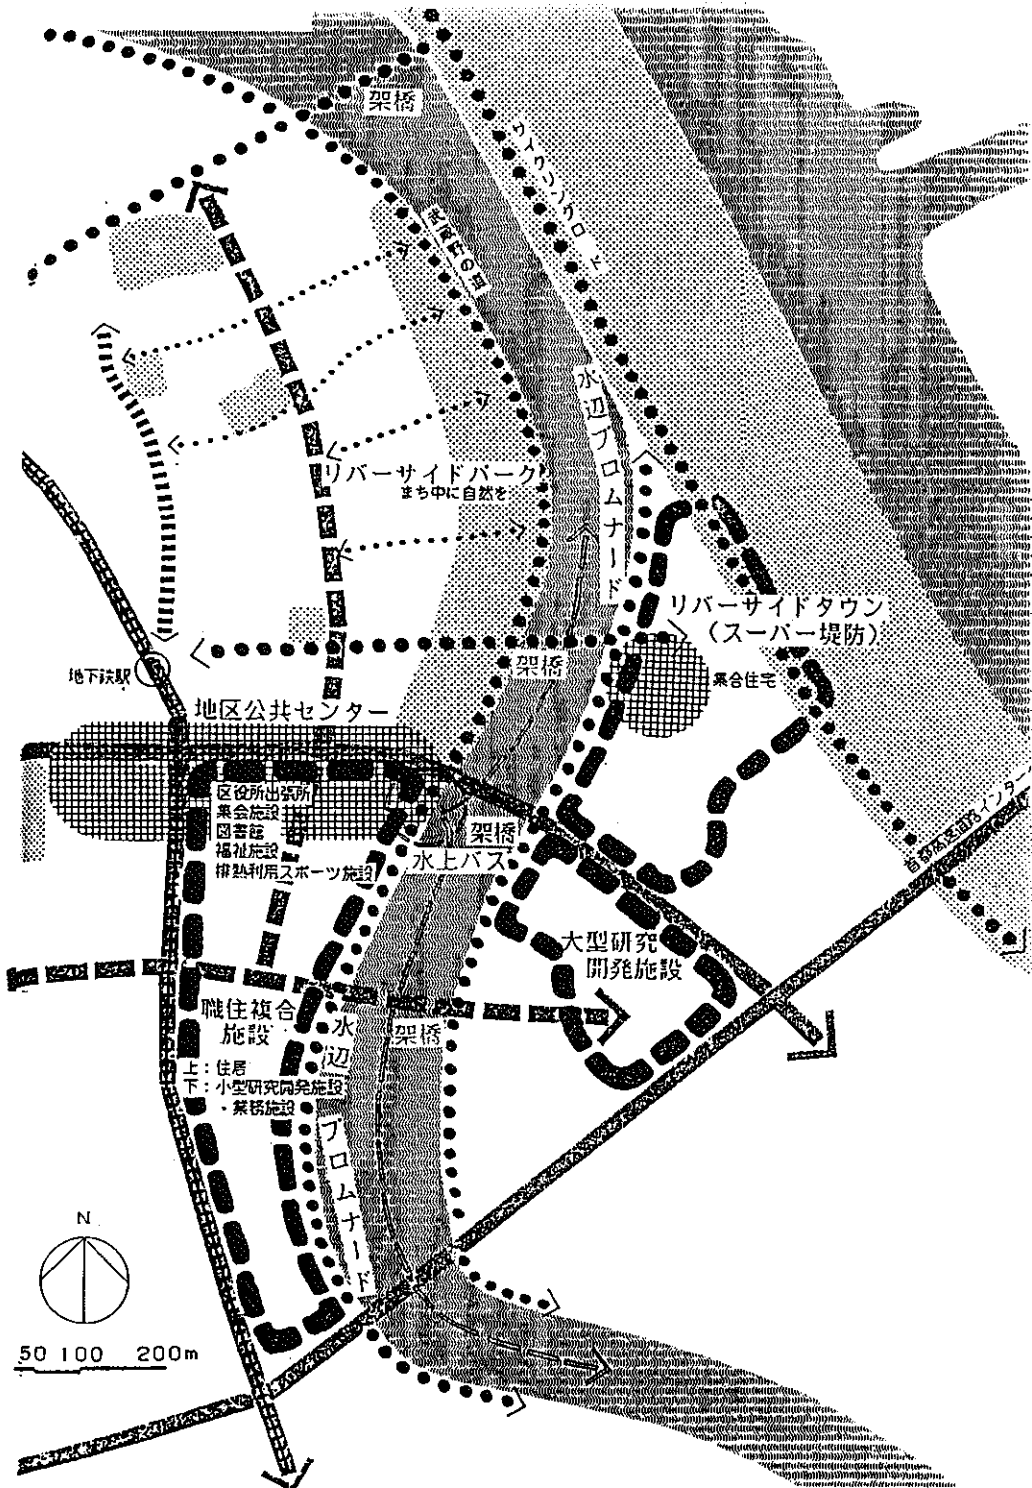 架橋
サイクリングロード
水辺プロムナード
リバーサイドパーク
まち中に自然を
リバーサイドタウン
(スーパー堤防)
架橋
集合住宅
地下鉄駅
地区公共センター
区役所出張所
集会施設
図書館
福祉施設
排熱利用スポーツ施設
架橋
水上バス
大型研究
開発施設
職住複合
施設
架橋
上:住居
下:小型研究開発施設
・業務施設
水辺プロムナード
N
50 100 200m